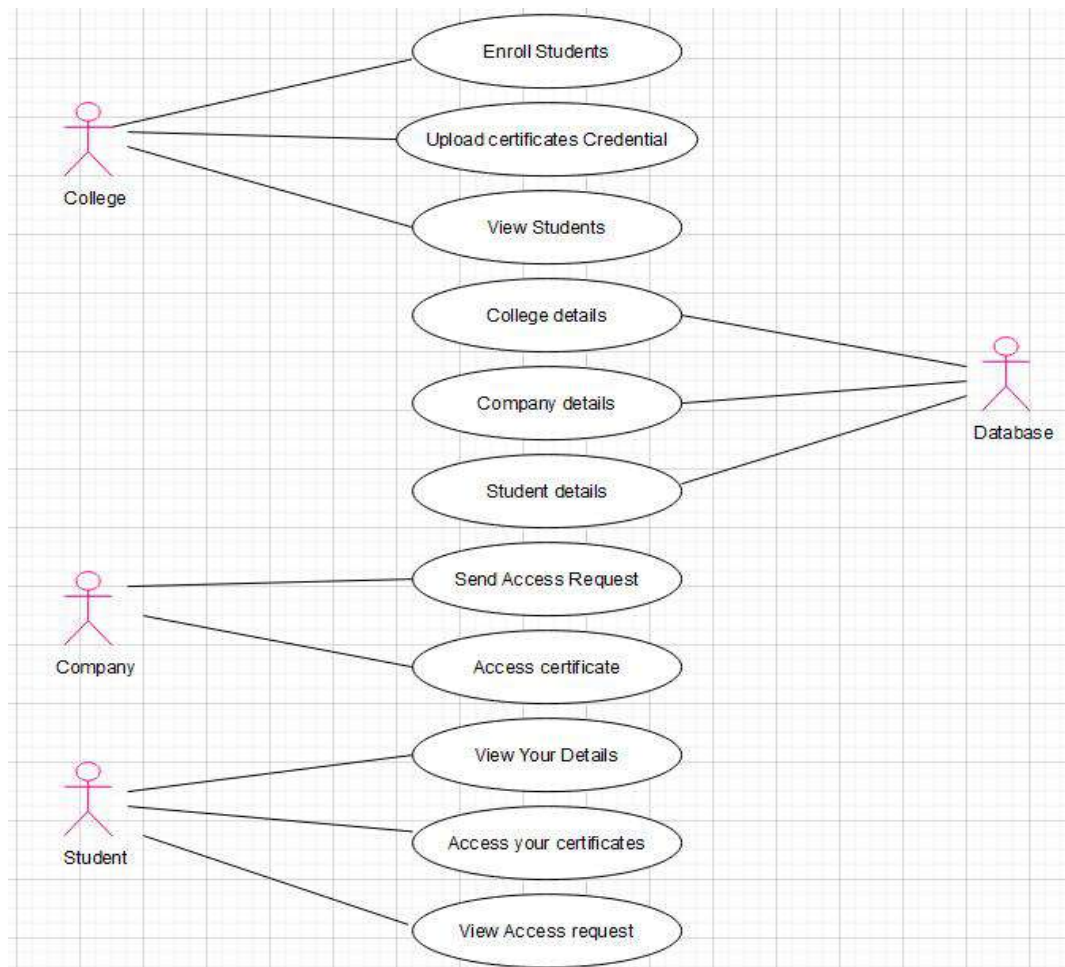 Enroll Students
Upload certificates Credential
College
View Students
College details
Company details
Database
Student details
Send Access Request
Company
Access certificate
View Your Details
Student
Access your certificates
View Access request